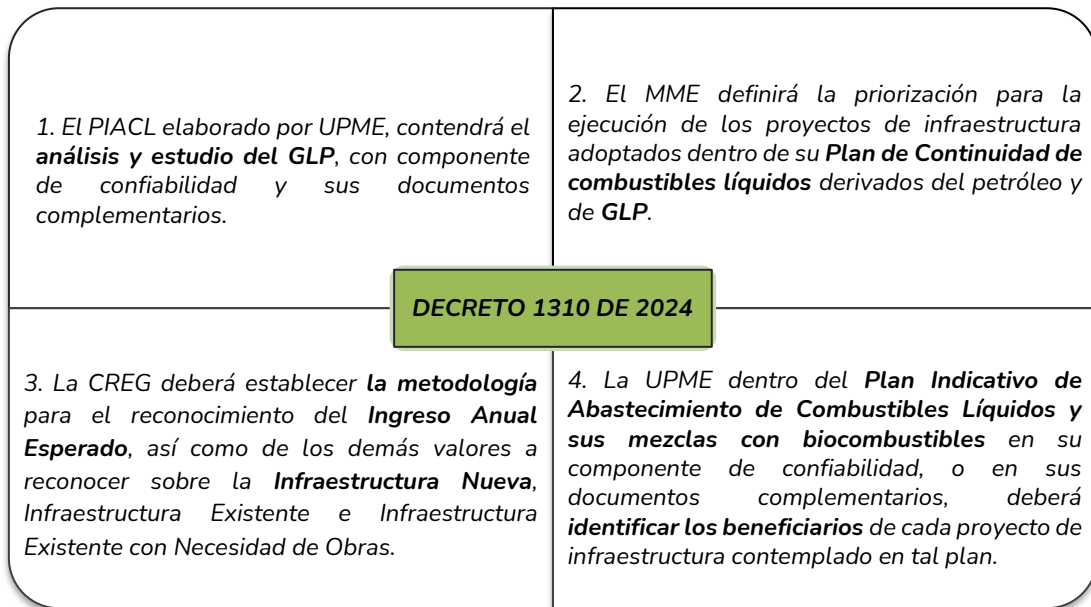 1. El PIACL elaborado por UPME, contendrá el
análisis y estudio del GLP, con componente
de confiabilidad y sus documentos
complementarios.
2. El MME definirá la priorización para la
ejecución de los proyectos de infraestructura
adoptados dentro de su Plan de Continuidad de
combustibles líquidos derivados del petróleo y
de GLP.
DECRETO 1310 DE 2024
3. La CREG deberá establecer la metodología
para el reconocimiento del Ingreso Anual
Esperado, así como de los demás valores a
reconocer sobre la Infraestructura Nueva,
Infraestructura Existente e Infraestructura
Existente con Necesidad de Obras.
4. La UPME dentro del Plan Indicativo de
Abastecimiento de Combustibles Líquidos y
sus mezclas con biocombustibles en su
componente de confiabilidad, o en sus
documentos complementarios, deberá
identificar los beneficiarios de cada proyecto de
infraestructura contemplado en tal plan.